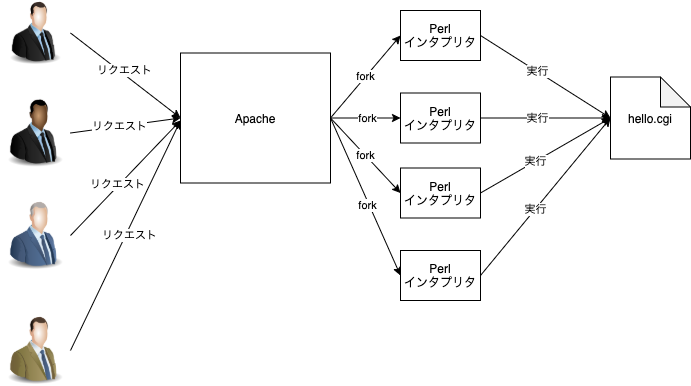 リクエスト
リクエスト
リクエスト
リクエスト
Apache
fork
fork
fork
fork
Perl
インタプリタ
Perl
インタプリタ
Perl
インタプリタ
Perl
インタプリタ
実行
実行
実行
実行
hello.cgi